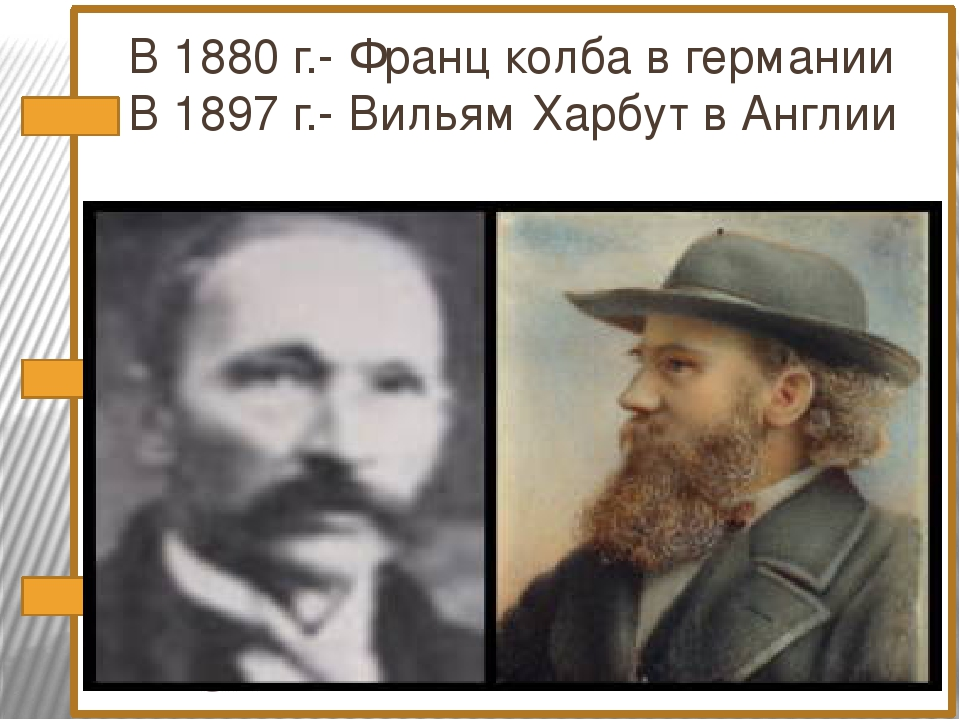 В 1880 г.- Франц колба в германии
В 1897 г.- Вильям Харбут в Англии